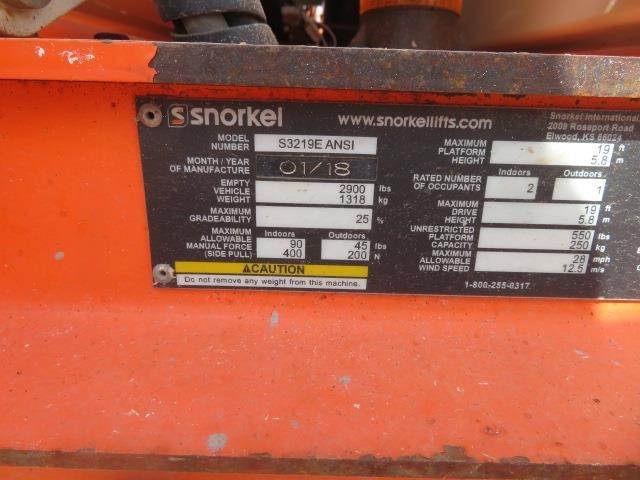 snorkel
www.snorkellifts.com
Snorkel International
2009 Roseport Road
Elwood, KS 66024
MODEL NUMBER S3219E ANSI
MONTH / YEAR OF MANUFACTURE 01/18
EMPTY VEHICLE WEIGHT 2900 lbs
1318 kg
MAXIMUM GRADEABILITY 25 %
Indoors Outdoors
MAXIMUM ALLOWABLE MANUAL FORCE (SIDE PULL) 90 45 lbs
400 200 N
CAUTION
Do not remove any weight from this machine.
MAXIMUM PLATFORM HEIGHT 19 ft
5.8 m
Indoors Outdoors
RATED NUMBER OF OCCUPANTS 2 1
MAXIMUM DRIVE HEIGHT 19 ft
5.8 m
UNRESTRICTED PLATFORM CAPACITY 550 lbs
250 kg
MAXIMUM ALLOWABLE WIND SPEED 28 mph
12.5 m/s
1-800-255-0317